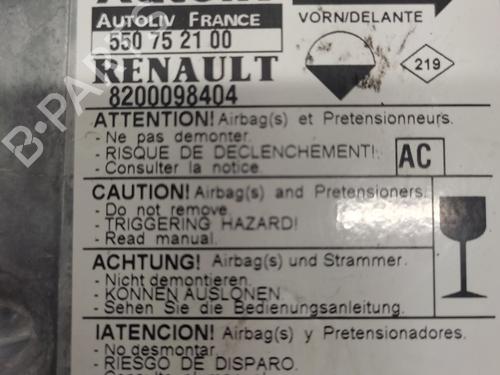 AUTOLIV FRANCE
VORN/DELANTE
550 75 21 00
RENAULT
219
8200098404
ATTENTION! Airbag(s) et Pretensionneurs.
- Ne pas demonter.
- RISQUE DE DECLENCHEMENT!
- Consulter la notice.
AC
CAUTION! Airbag(s) and Pretensioners.
- Do not remove.
- TRIGGERING HAZARD!
- Read manual.
ACHTUNG! Airbag(s) und Strammer.
- Nicht demontieren.
- KONNEN AUSLONEN.
- Sehen Sie die Bedienungsanleitung.
!ATENCION! Airbag(s) y Pretensionadores.
- No desmontar.
- RIESGO DE DISPARO.